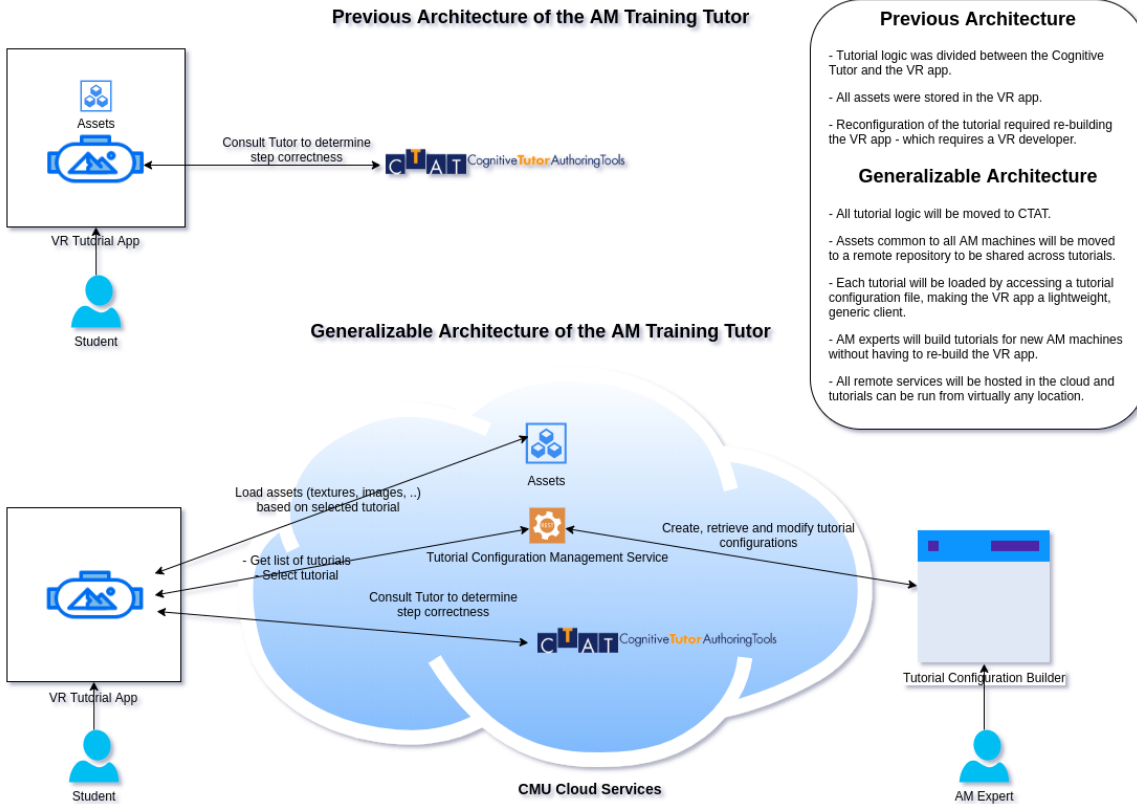 Previous Architecture of the AM Training Tutor
Assets
Consult Tutor to determine
step correctness
CTAT CognitiveTutorAuthoringTools
VR Tutorial App
Student
Previous Architecture
- Tutorial logic was divided between the Cognitive
Tutor and the VR app.
- All assets were stored in the VR app.
- Reconfiguration of the tutorial required re-building
the VR app - which requires a VR developer.
Generalizable Architecture
- All tutorial logic will be moved to CTAT.
- Assets common to all AM machines will be moved
to a remote repository to be shared across tutorials.
- Each tutorial will be loaded by accessing a tutorial
configuration file, making the VR app a lightweight,
generic client.
- AM experts will build tutorials for new AM machines
without having to re-build the VR app.
- All remote services will be hosted in the cloud and
tutorials can be run from virtually any location.
Generalizable Architecture of the AM Training Tutor
Assets
Load assets (textures, images, ..)
based on selected tutorial
REST
Tutorial Configuration Management Service
Create, retrieve and modify tutorial
configurations
- Get list of tutorials
- Select tutorial
Consult Tutor to determine
step correctness
CTAT CognitiveTutorAuthoringTools
VR Tutorial App
Student
Tutorial Configuration Builder
AM Expert
CMU Cloud Services